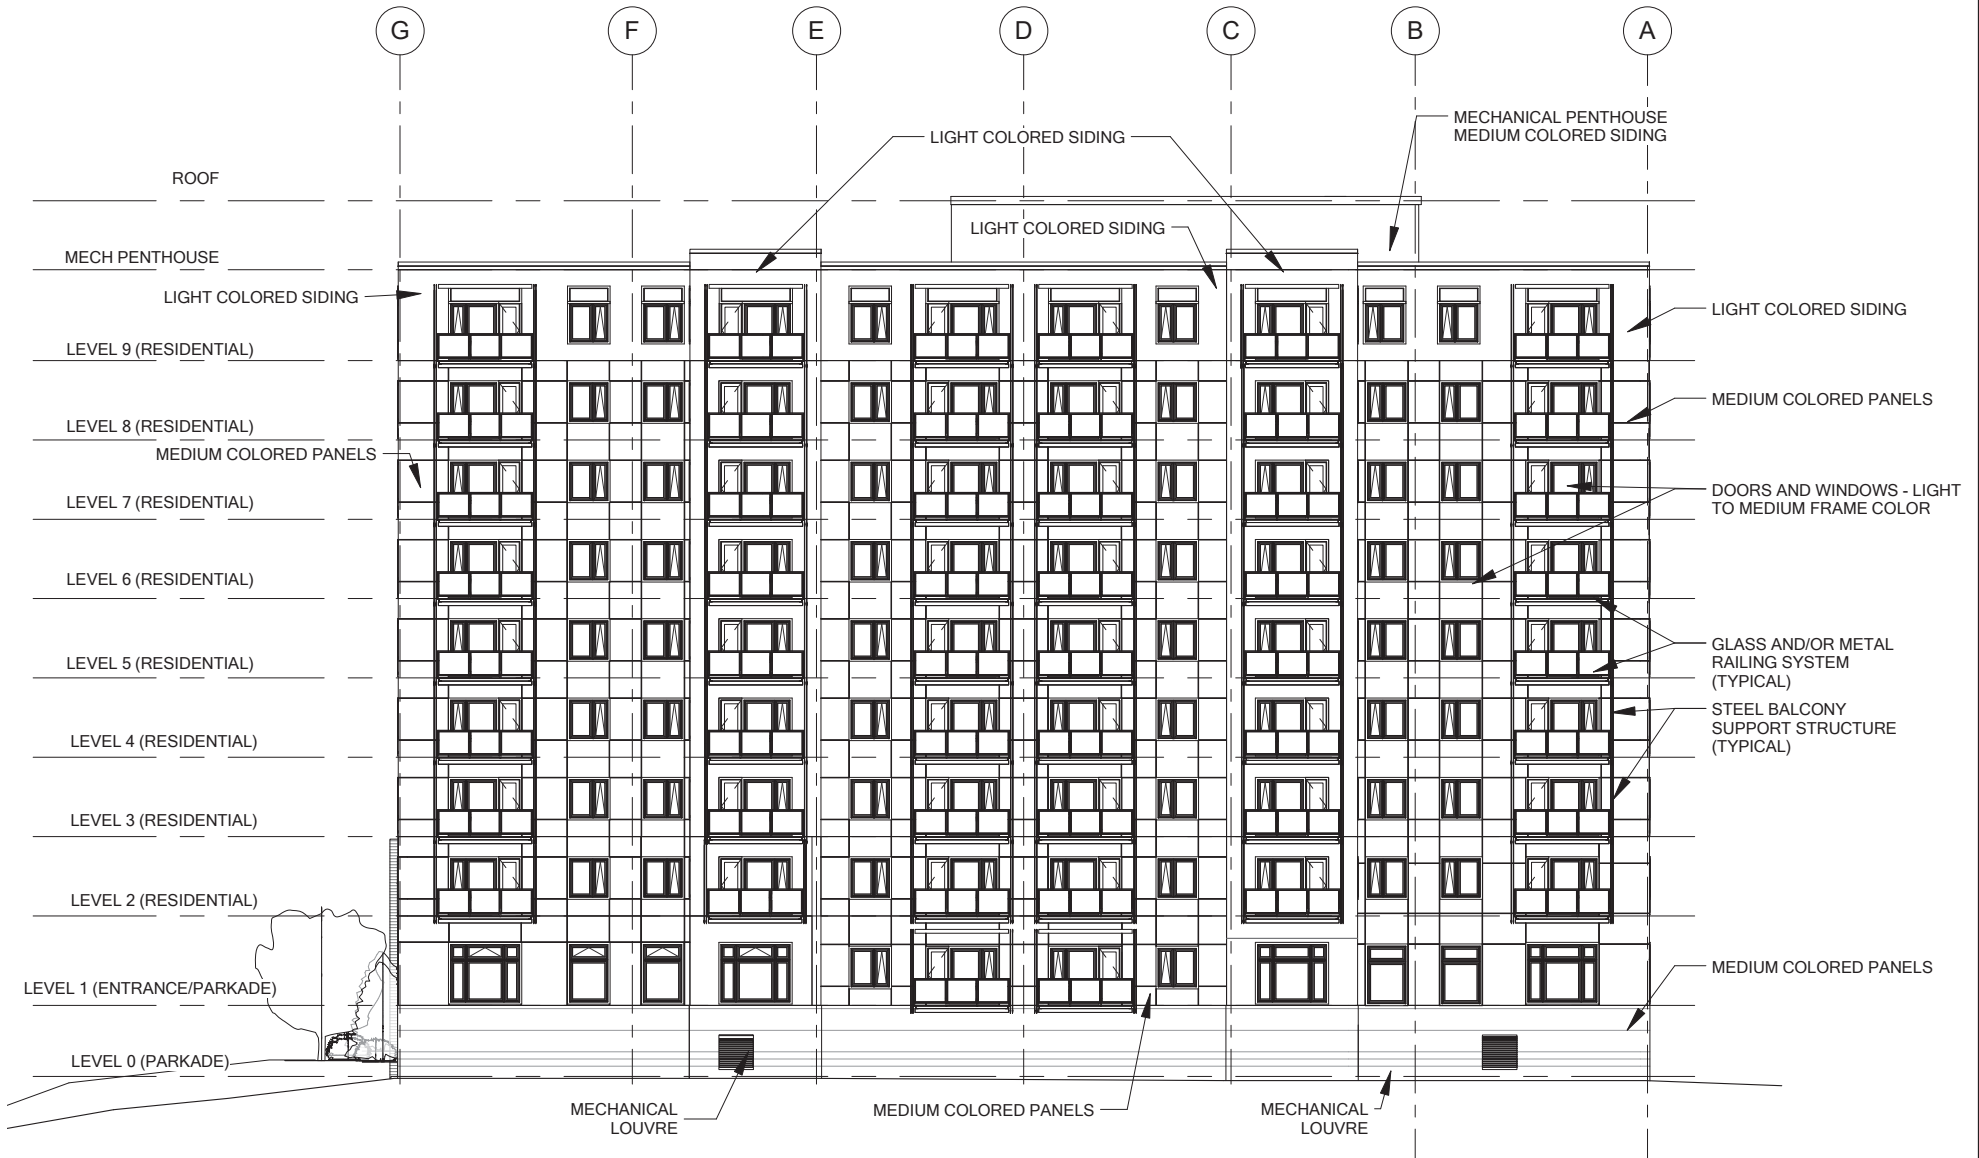 G F E D C B A
MECHANICAL PENTHOUSE
MEDIUM COLORED SIDING
LIGHT COLORED SIDING
ROOF
LIGHT COLORED SIDING
MECH PENTHOUSE
LIGHT COLORED SIDING
LIGHT COLORED SIDING
LEVEL 9 (RESIDENTIAL)
MEDIUM COLORED PANELS
LEVEL 8 (RESIDENTIAL)
MEDIUM COLORED PANELS
DOORS AND WINDOWS - LIGHT
TO MEDIUM FRAME COLOR
LEVEL 7 (RESIDENTIAL)
LEVEL 6 (RESIDENTIAL)
GLASS AND/OR METAL
RAILING SYSTEM
(TYPICAL)
LEVEL 5 (RESIDENTIAL)
STEEL BALCONY
SUPPORT STRUCTURE
(TYPICAL)
LEVEL 4 (RESIDENTIAL)
LEVEL 3 (RESIDENTIAL)
LEVEL 2 (RESIDENTIAL)
MEDIUM COLORED PANELS
LEVEL 1 (ENTRANCE/PARKADE)
LEVEL 0 (PARKADE)
MECHANICAL
LOUVRE
MEDIUM COLORED PANELS
MECHANICAL
LOUVRE